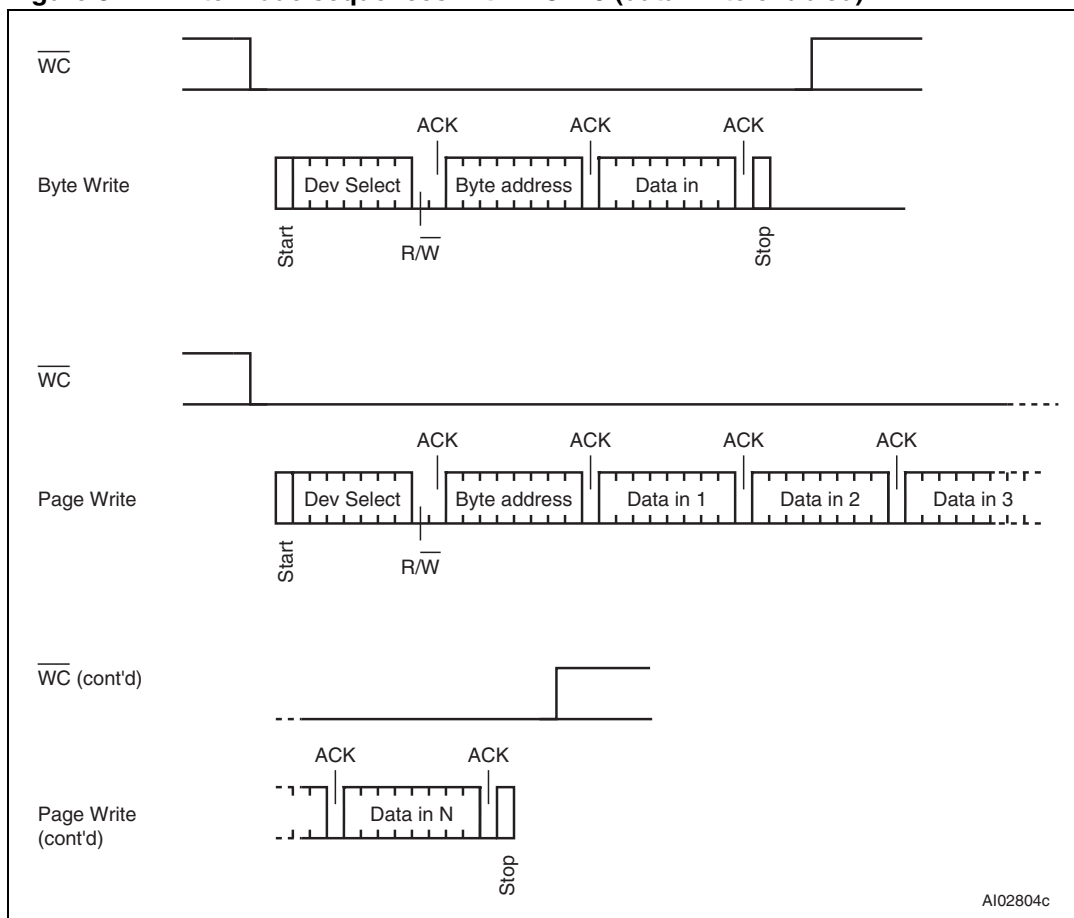 WC
ACK ACK ACK
Byte Write Dev Select Byte address Data in
Start R/W Stop
WC
ACK ACK ACK ACK
Page Write Dev Select Byte address Data in 1 Data in 2 Data in 3
Start R/W
WC (cont'd)
ACK ACK
Page Write Data in N
(cont'd)
Stop
AI02804c